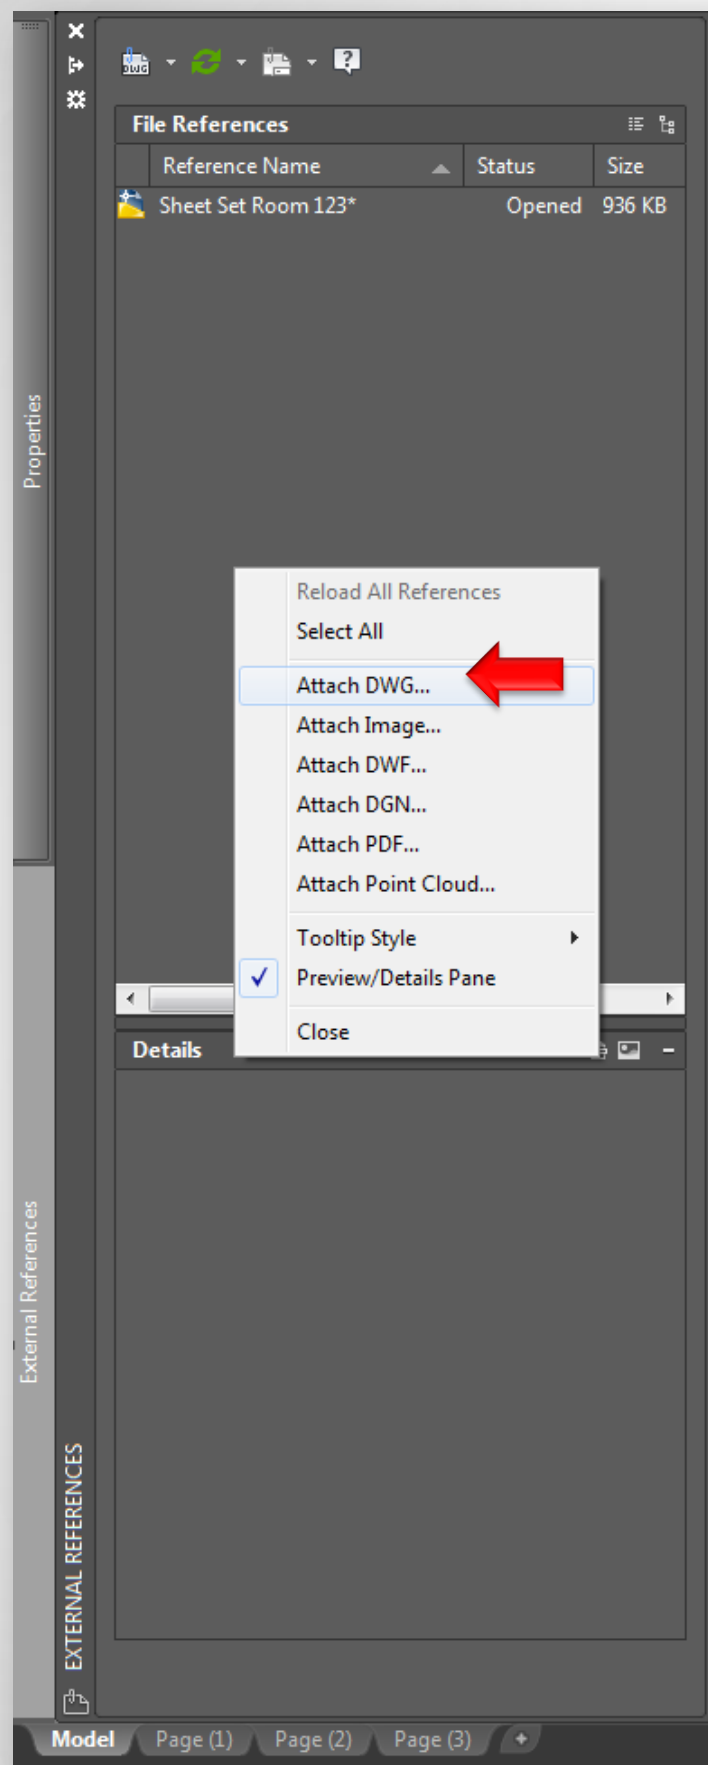 DWG
File References
Reference Name Status Size
Sheet Set Room 123* Opened 936 KB
Properties
Reload All References
Select All
Attach DWG...
Attach Image...
Attach DWF...
Attach DGN...
Attach PDF...
Attach Point Cloud...
Tooltip Style
Preview/Details Pane
Close
Details
External References
EXTERNAL REFERENCES
Model Page (1) Page (2) Page (3) +